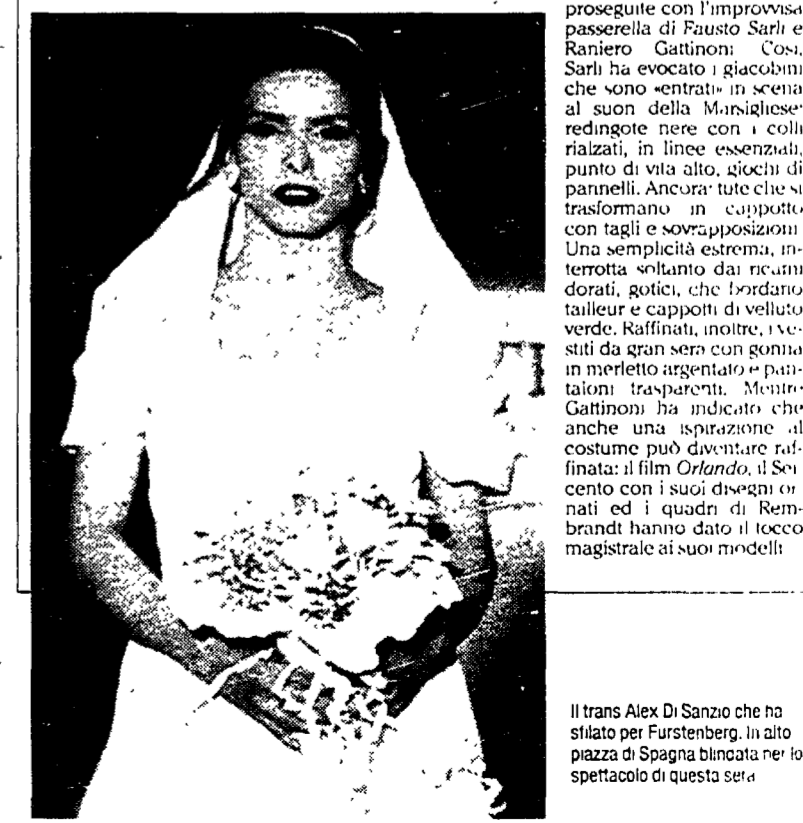 proseguite con l'improvvisa
passerella di Fausto Sarli e
Raniero Gattinoni Così,
Sarli ha evocato i giacobini
che sono «entrati» in scena
al suon della Marsigliese:
redingote nere con i colli
rialzati, in linee essenziali,
punto di vita alto, giochi di
pannelli. Ancora: tute che si
trasformano in cappotto
con tagli e sovrapposizioni
Una semplicità estrema, in-
terrotta soltanto dai ricami
dorati, gotici, che bordano
tailleur e cappotti di velluto
verde. Raffinati, inoltre, i ve-
stiti da gran sera con gonna
in merletto argentato e pan-
taloni trasparenti. Mentre
Gattinoni ha indicato che
anche una ispirazione al
costume può diventare raf-
finata: il film Orlando, il Sei
cento con i suoi disegni or
nati ed i quadri di Rem-
brandt hanno dato il tocco
magistrale ai suoi modelli
Il trans Alex Di Sanzio che ha
sfilato per Furstenberg. In alto
piazza di Spagna blindata per lo
spettacolo di questa sera